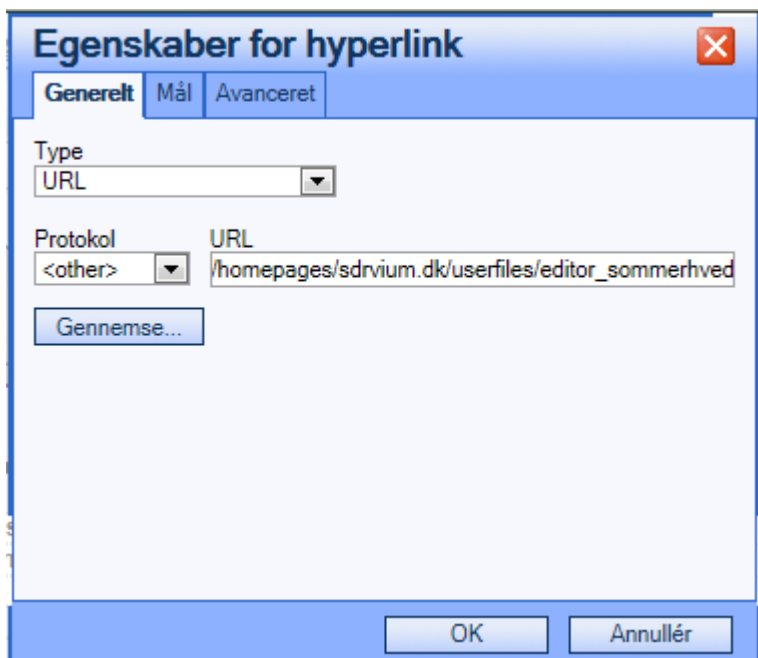 Egenskaber for hyperlink
Generelt Mål Avanceret
Type
URL
Protokol URL
<other> /homepages/sdrvium.dk/userfiles/editor_sommerhved
Gennemse...
OK Annullér